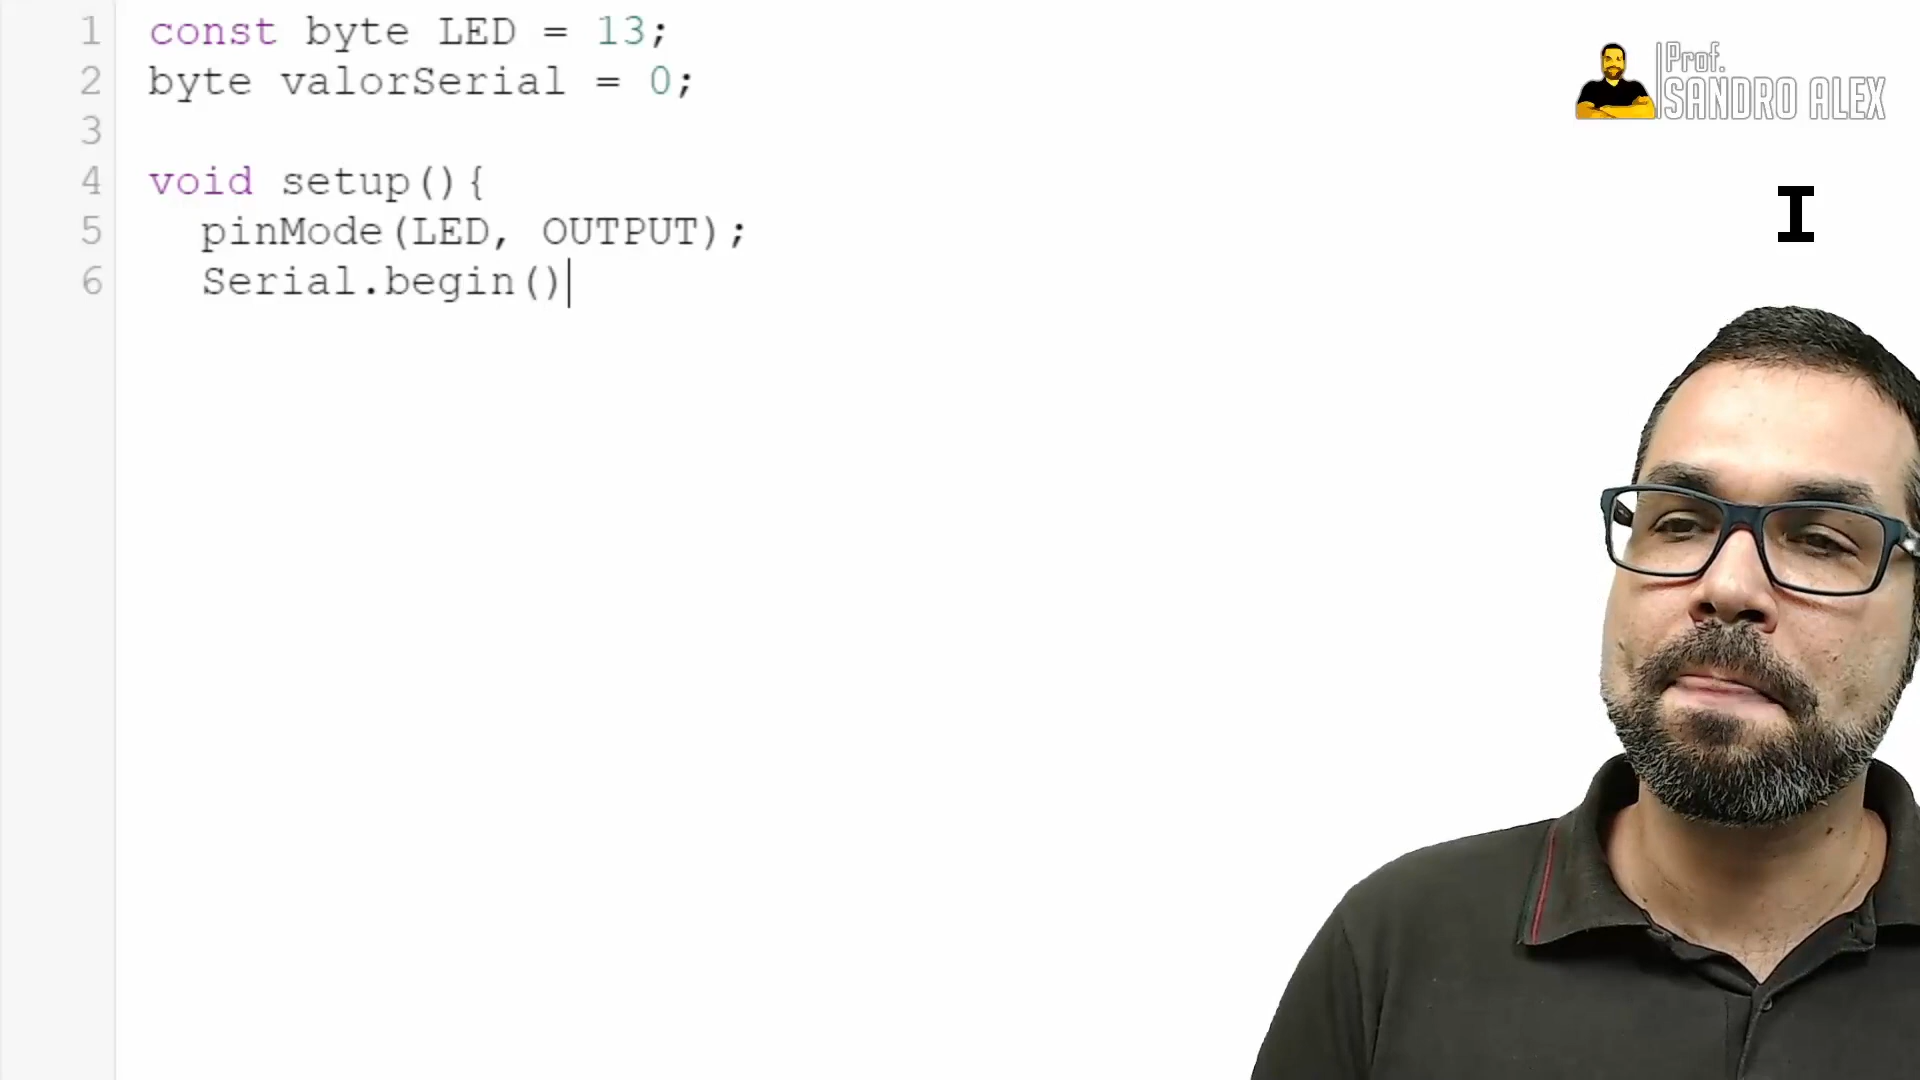 1 const byte LED = 13;
2 byte valorSerial = 0;
3
4 void setup(){
5 pinMode(LED, OUTPUT);
6 Serial.begin()
Prof.
SANDRO ALEX